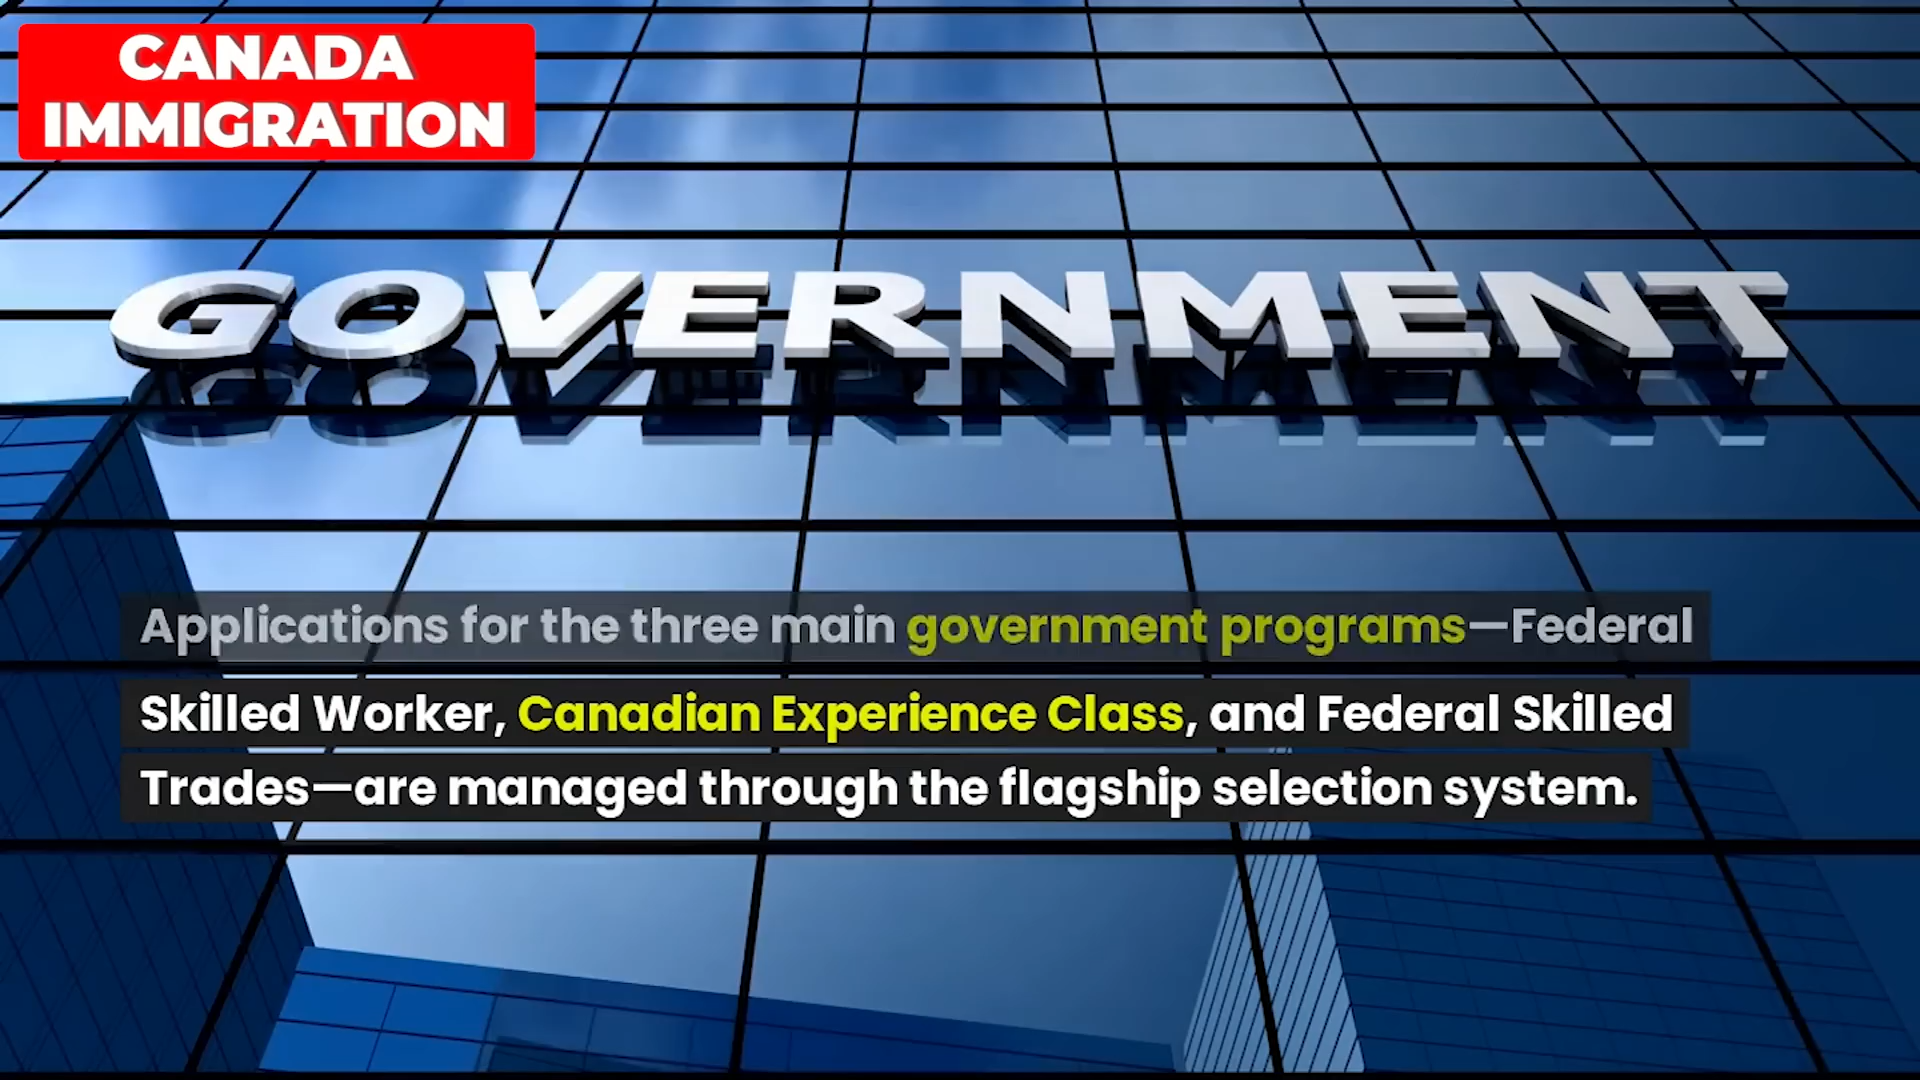 CANADA
IMMIGRATION
GOVERNMENT
Applications for the three main government programs—Federal
Skilled Worker, Canadian Experience Class, and Federal Skilled
Trades—are managed through the flagship selection system.